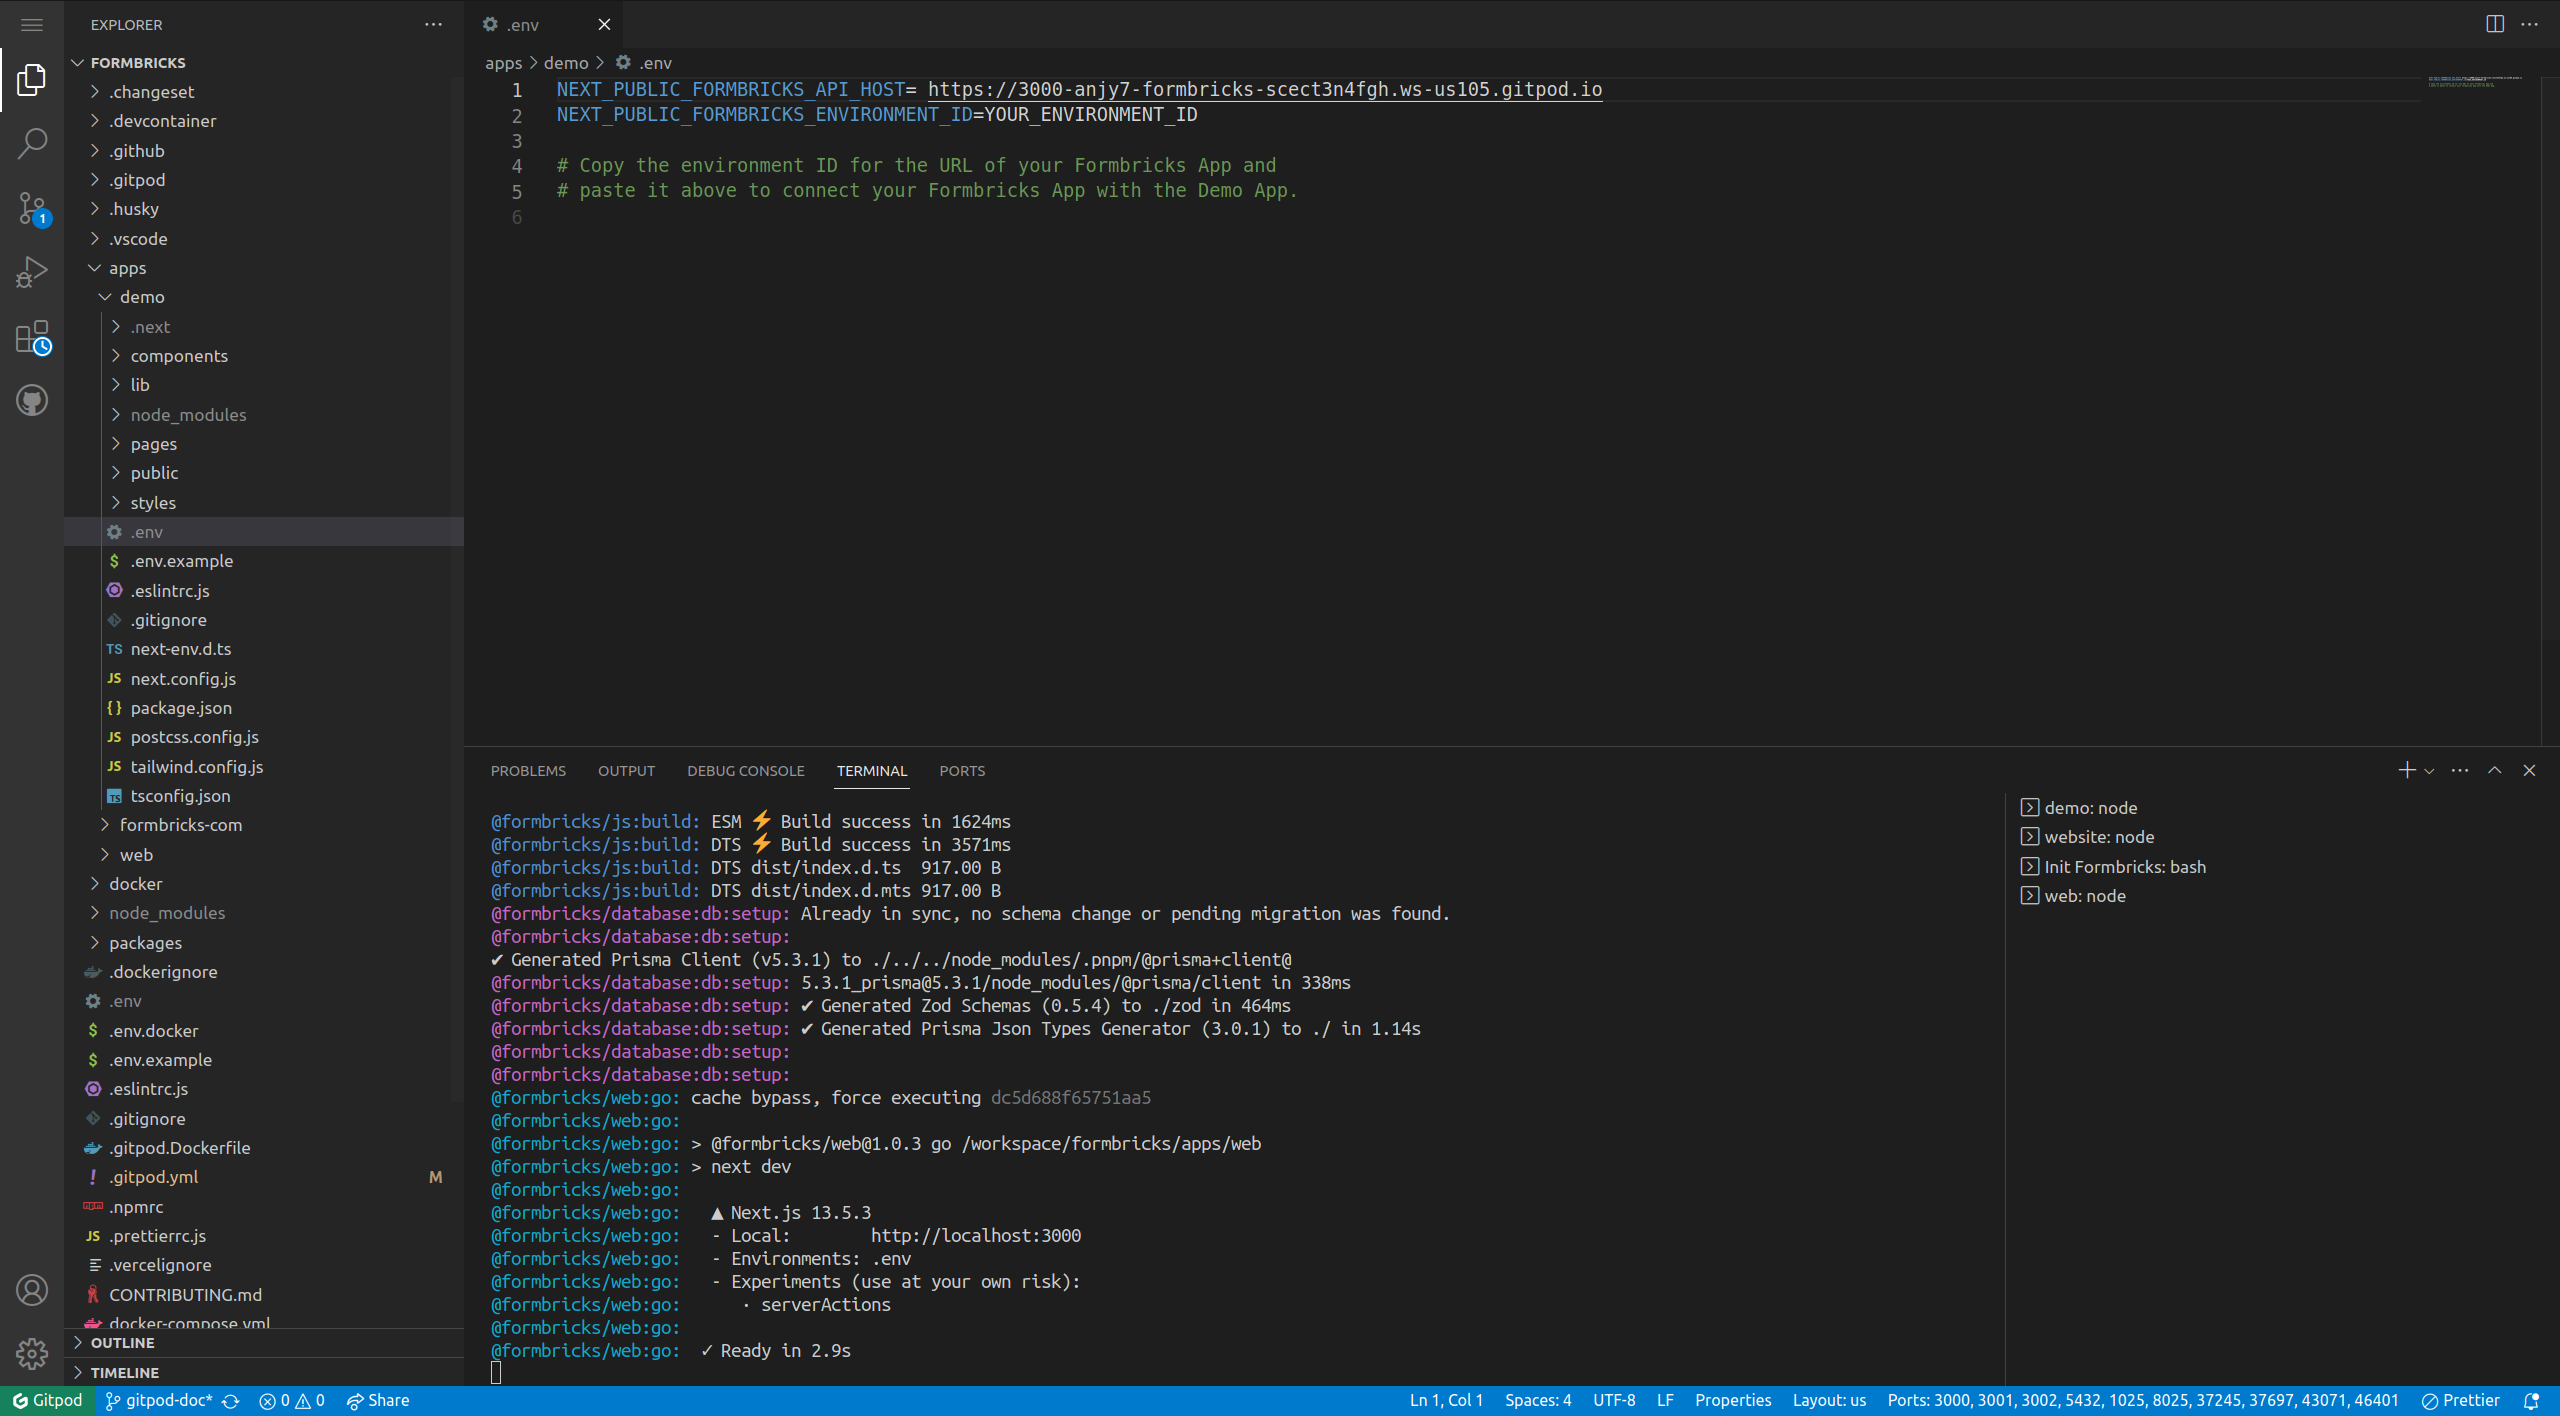 EXPLORER
FORMBRICKS
.changeset
.devcontainer
.github
.gitpod
.husky
.vscode
apps
demo
.next
components
lib
node_modules
pages
public
styles
.env
.env.example
.eslintrc.js
.gitignore
TS next-env.d.ts
JS next.config.js
{} package.json
JS postcss.config.js
JS tailwind.config.js
TS tsconfig.json
formbricks-com
web
docker
node_modules
packages
.dockerignore
.env
$ .env.docker
$ .env.example
.eslintrc.js
.gitignore
.gitpod.Dockerfile
! .gitpod.yml M
.npmrc
JS .prettierrc.js
.vercelignore
CONTRIBUTING.md
docker-compose.yml
OUTLINE
TIMELINE
.env
apps > demo > .env
1 NEXT_PUBLIC_FORMBRICKS_API_HOST= https://3000-anjy7-formbricks-scect3n4fgh.ws-us105.gitpod.io
2 NEXT_PUBLIC_FORMBRICKS_ENVIRONMENT_ID=YOUR_ENVIRONMENT_ID
3
4 # Copy the environment ID for the URL of your Formbricks App and
5 # paste it above to connect your Formbricks App with the Demo App.
6
PROBLEMS OUTPUT DEBUG CONSOLE TERMINAL PORTS
@formbricks/js:build: ESM ⚡ Build success in 1624ms
@formbricks/js:build: DTS ⚡ Build success in 3571ms
@formbricks/js:build: DTS dist/index.d.ts  917.00 B
@formbricks/js:build: DTS dist/index.d.mts 917.00 B
@formbricks/database:db:setup: Already in sync, no schema change or pending migration was found.
@formbricks/database:db:setup:
✔ Generated Prisma Client (v5.3.1) to ./../../node_modules/.pnpm/@prisma+client@
@formbricks/database:db:setup: 5.3.1_prisma@5.3.1/node_modules/@prisma/client in 338ms
@formbricks/database:db:setup: ✔ Generated Zod Schemas (0.5.4) to ./zod in 464ms
@formbricks/database:db:setup: ✔ Generated Prisma Json Types Generator (3.0.1) to ./ in 1.14s
@formbricks/database:db:setup:
@formbricks/database:db:setup:
@formbricks/web:go: cache bypass, force executing dc5d688f65751aa5
@formbricks/web:go:
@formbricks/web:go: > @formbricks/web@1.0.3 go /workspace/formbricks/apps/web
@formbricks/web:go: > next dev
@formbricks/web:go:
@formbricks/web:go:   ▲ Next.js 13.5.3
@formbricks/web:go:   - Local:        http://localhost:3000
@formbricks/web:go:   - Environments: .env
@formbricks/web:go:   - Experiments (use at your own risk):
@formbricks/web:go:      · serverActions
@formbricks/web:go:
@formbricks/web:go:  ✓ Ready in 2.9s
demo: node
website: node
Init Formbricks: bash
web: node
Gitpod gitpod-doc* 0 0 Share Ln 1, Col 1 Spaces: 4 UTF-8 LF Properties Layout: us Ports: 3000, 3001, 3002, 5432, 1025, 8025, 37245, 37697, 43071, 46401 Prettier